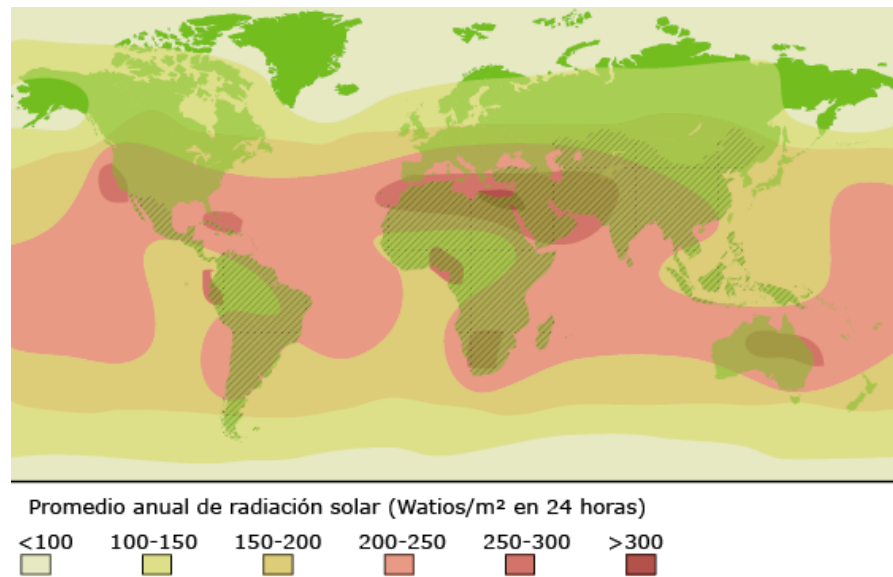 Promedio anual de radiación solar (Watios/m² en 24 horas)
<100 100-150 150-200 200-250 250-300 >300